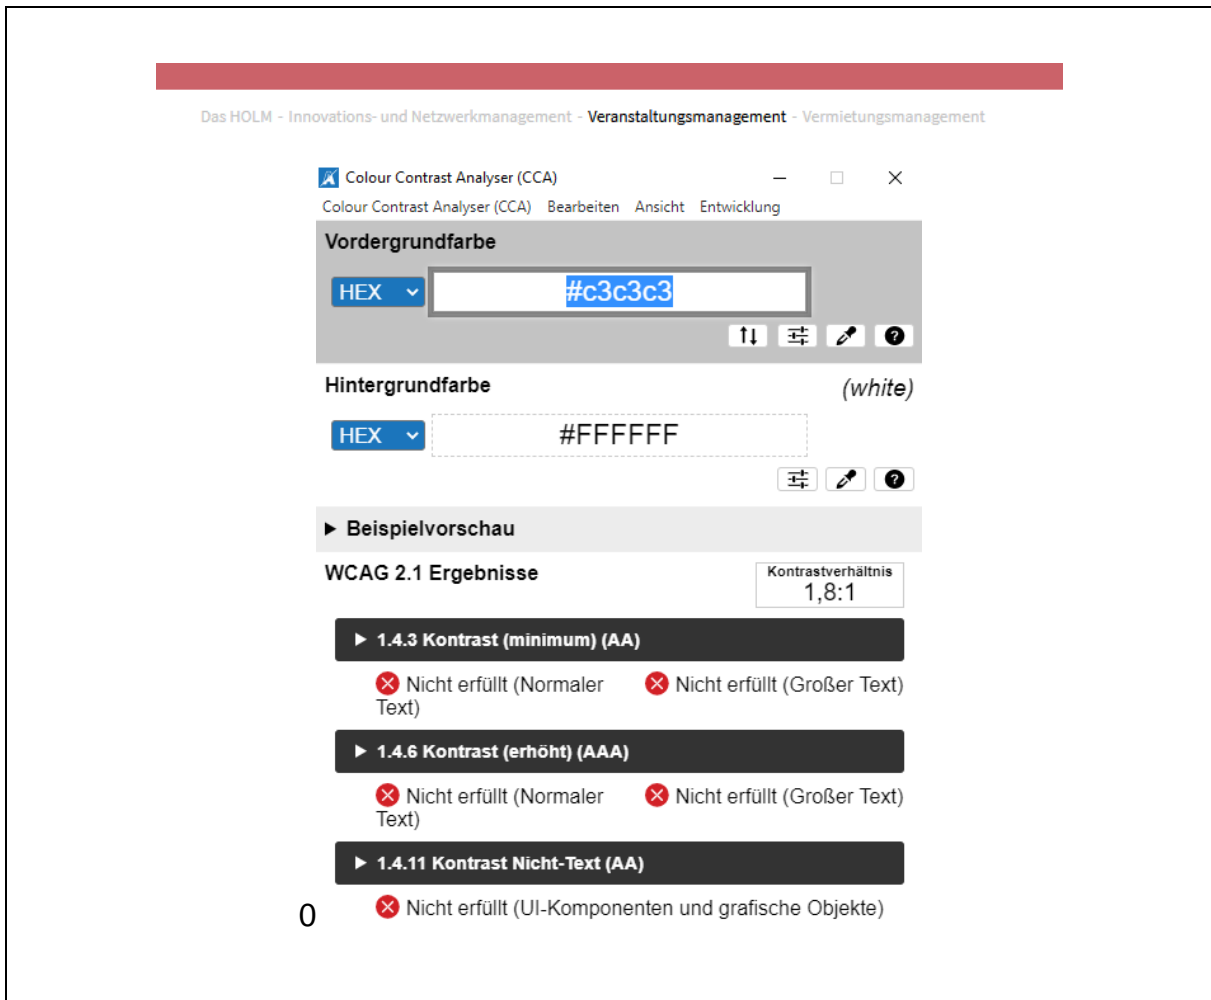 Das HOLM - Innovations- und Netzwerkmanagement - Veranstaltungsmanagement - Vermietungsmanagement
Colour Contrast Analyser (CCA)
Colour Contrast Analyser (CCA) Bearbeiten Ansicht Entwicklung
Vordergrundfarbe
HEX #c3c3c3
Hintergrundfarbe (white)
HEX #FFFFFF
Beispielvorschau
WCAG 2.1 Ergebnisse
Kontrastverhältnis
1,8:1
1.4.3 Kontrast (minimum) (AA)
Nicht erfüllt (Normaler
Text)
Nicht erfüllt (Großer Text)
1.4.6 Kontrast (erhöht) (AAA)
Nicht erfüllt (Normaler
Text)
Nicht erfüllt (Großer Text)
1.4.11 Kontrast Nicht-Text (AA)
0 Nicht erfüllt (UI-Komponenten und grafische Objekte)